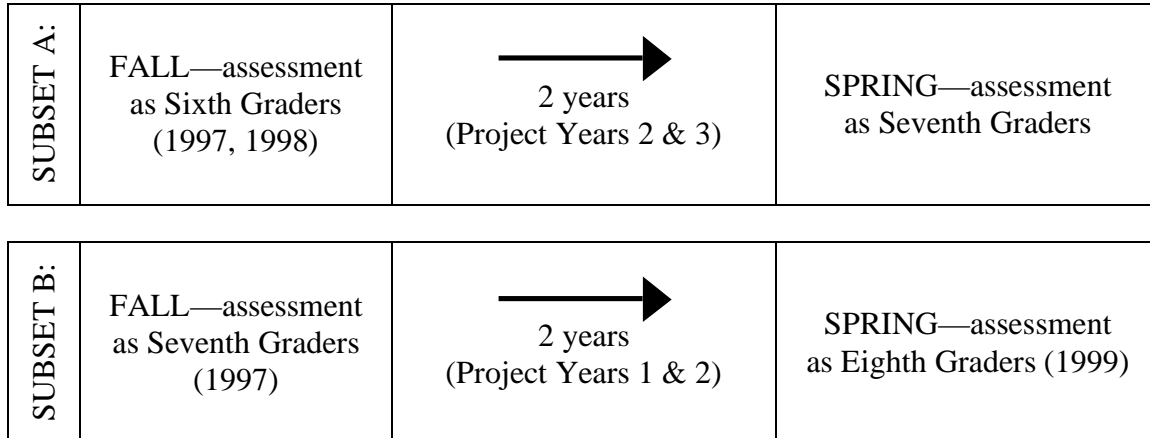 SUBSET A:
FALL—assessment
as Sixth Graders
(1997, 1998)
2 years
(Project Years 2 & 3)
SPRING—assessment
as Seventh Graders
SUBSET B:
FALL—assessment
as Seventh Graders
(1997)
2 years
(Project Years 1 & 2)
SPRING—assessment
as Eighth Graders (1999)